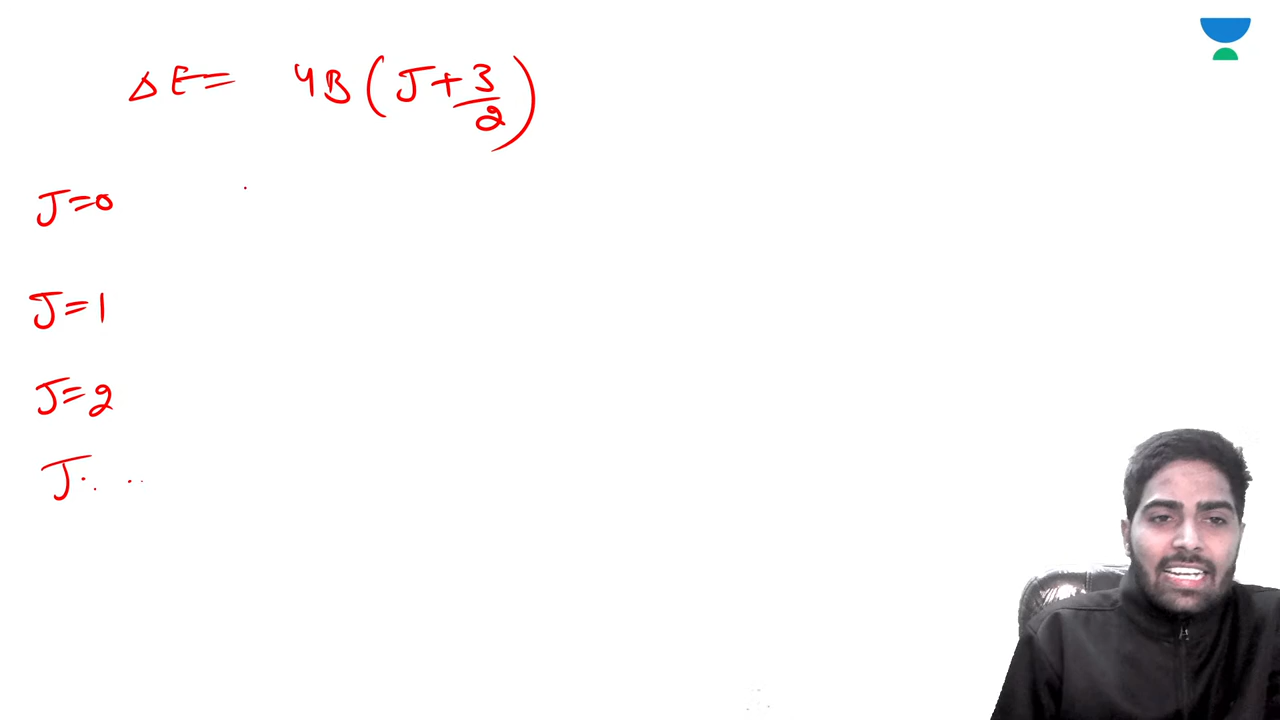 ΔE = 4B(J+3/2)
J=0
J=1
J=2
J. . ..